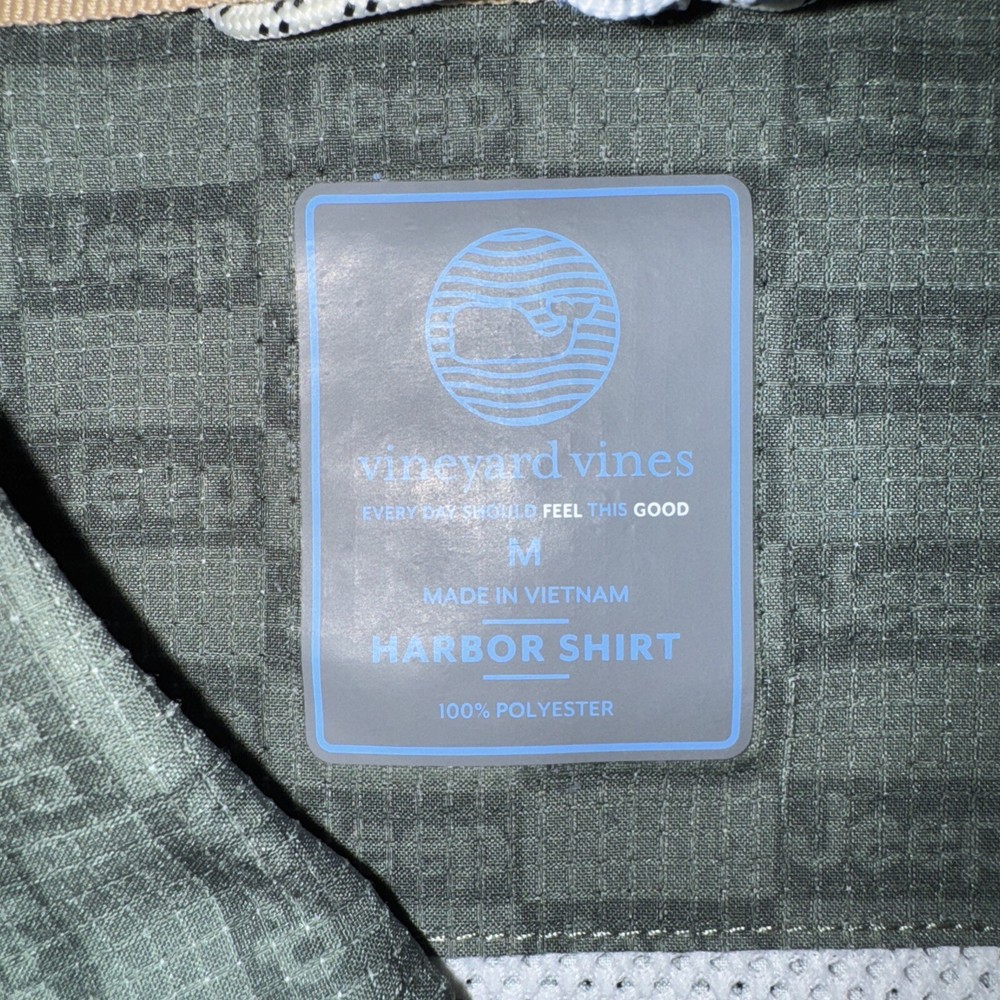 vineyard vines
EVERY DAY SHOULD FEEL THIS GOOD
M
MADE IN VIETNAM
HARBOR SHIRT
100% POLYESTER